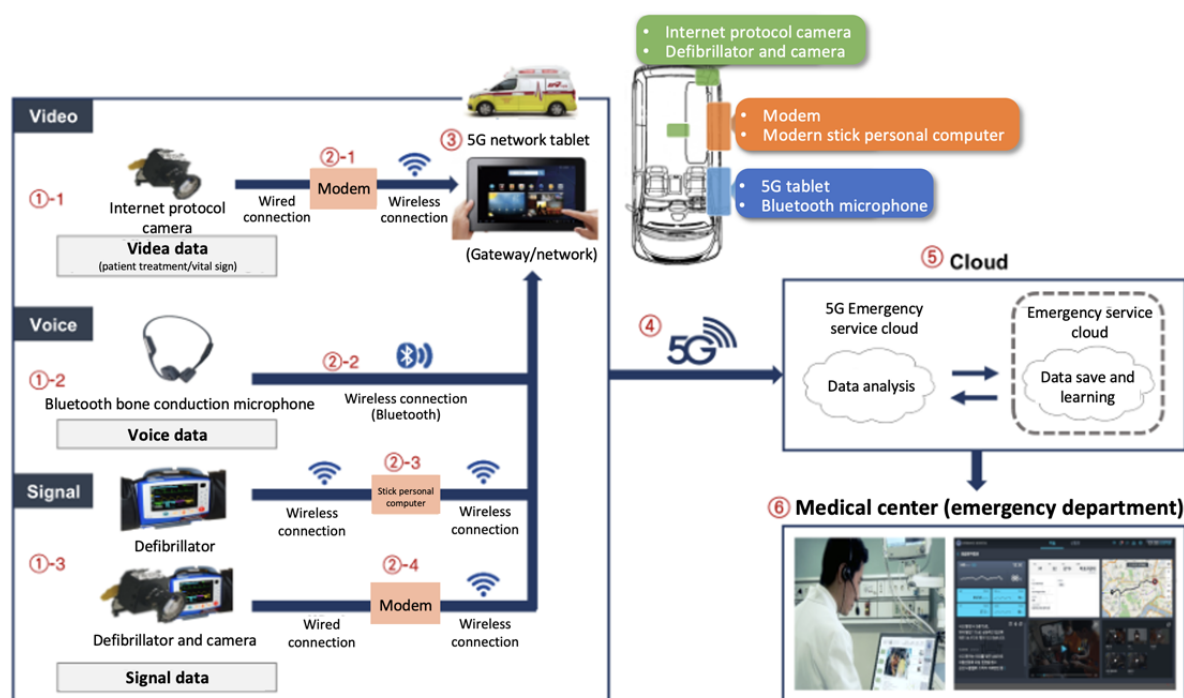 • Internet protocol camera
• Defibrillator and camera
• Modem
• Modern stick personal computer
• 5G tablet
• Bluetooth microphone
Video
③ 5G network tablet
①-1
Internet protocol
camera
Videa data
(patient treatment/vital sign)
Wired
connection
②-1
Modem
Wireless
connection
(Gateway/network)
Voice
①-2
Bluetooth bone conduction microphone
Voice data
②-2
Wireless connection
(Bluetooth)
Signal
①-3
Defibrillator
Wireless
connection
②-3
Stick personal
computer
Wireless
connection
Defibrillator and camera
Wired
connection
②-4
Modem
Wireless
connection
Signal data
④
5G
⑤ Cloud
5G Emergency
service cloud
Data analysis
Emergency service
cloud
Data save and
learning
⑥ Medical center (emergency department)